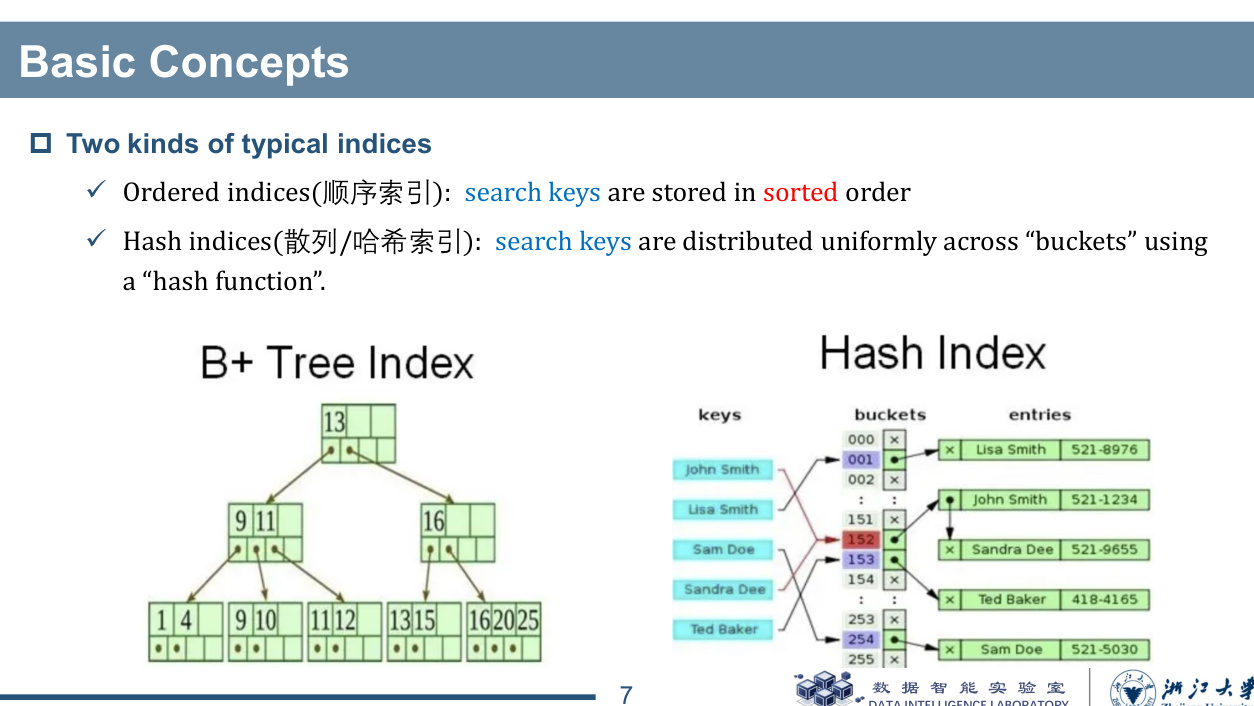 Basic Concepts
Two kinds of typical indices
Ordered indices(顺序索引): search keys are stored in sorted order
Hash indices(散列/哈希索引): search keys are distributed uniformly across “buckets” using
a “hash function”.
B+ Tree Index
13
9 11
16
1 4
9 10
11 12
13 15
16 20 25
Hash Index
keys
buckets
entries
John Smith
Lisa Smith
Sam Doe
Sandra Dee
Ted Baker
000 ×
001
002 ×
: :
151 ×
152
153
154 ×
: :
253 ×
254
255 ×
× Lisa Smith 521-8976
John Smith 521-1234
× Sandra Dee 521-9655
× Ted Baker 418-4165
× Sam Doe 521-5030
7
数据智能实验室
DATA INTELLIGENCE LABORATORY
浙江大学